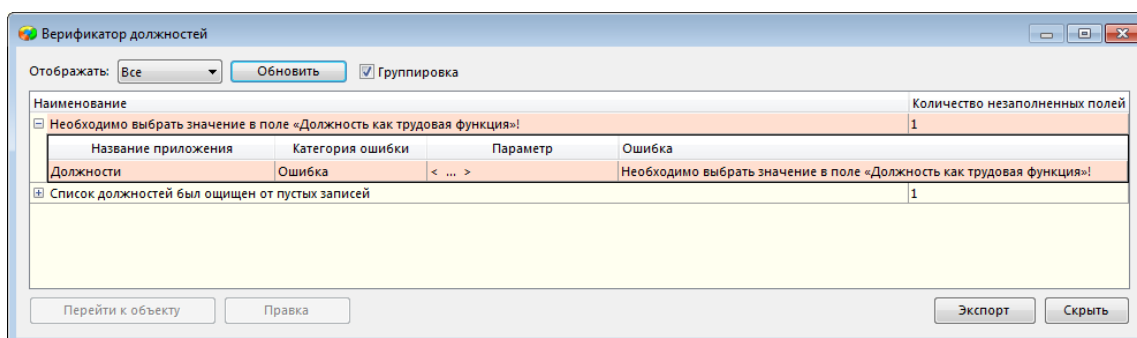 Верификатор должностей
Отображать: Все Обновить Группировка
Наименование Количество незаполненных полей
Необходимо выбрать значение в поле «Должность как трудовая функция»! 1
Название приложения Категория ошибки Параметр Ошибка
Должности Ошибка < ... > Необходимо выбрать значение в поле «Должность как трудовая функция»!
Список должностей был ощищен от пустых записей 1
Перейти к объекту Правка Экспорт Скрыть